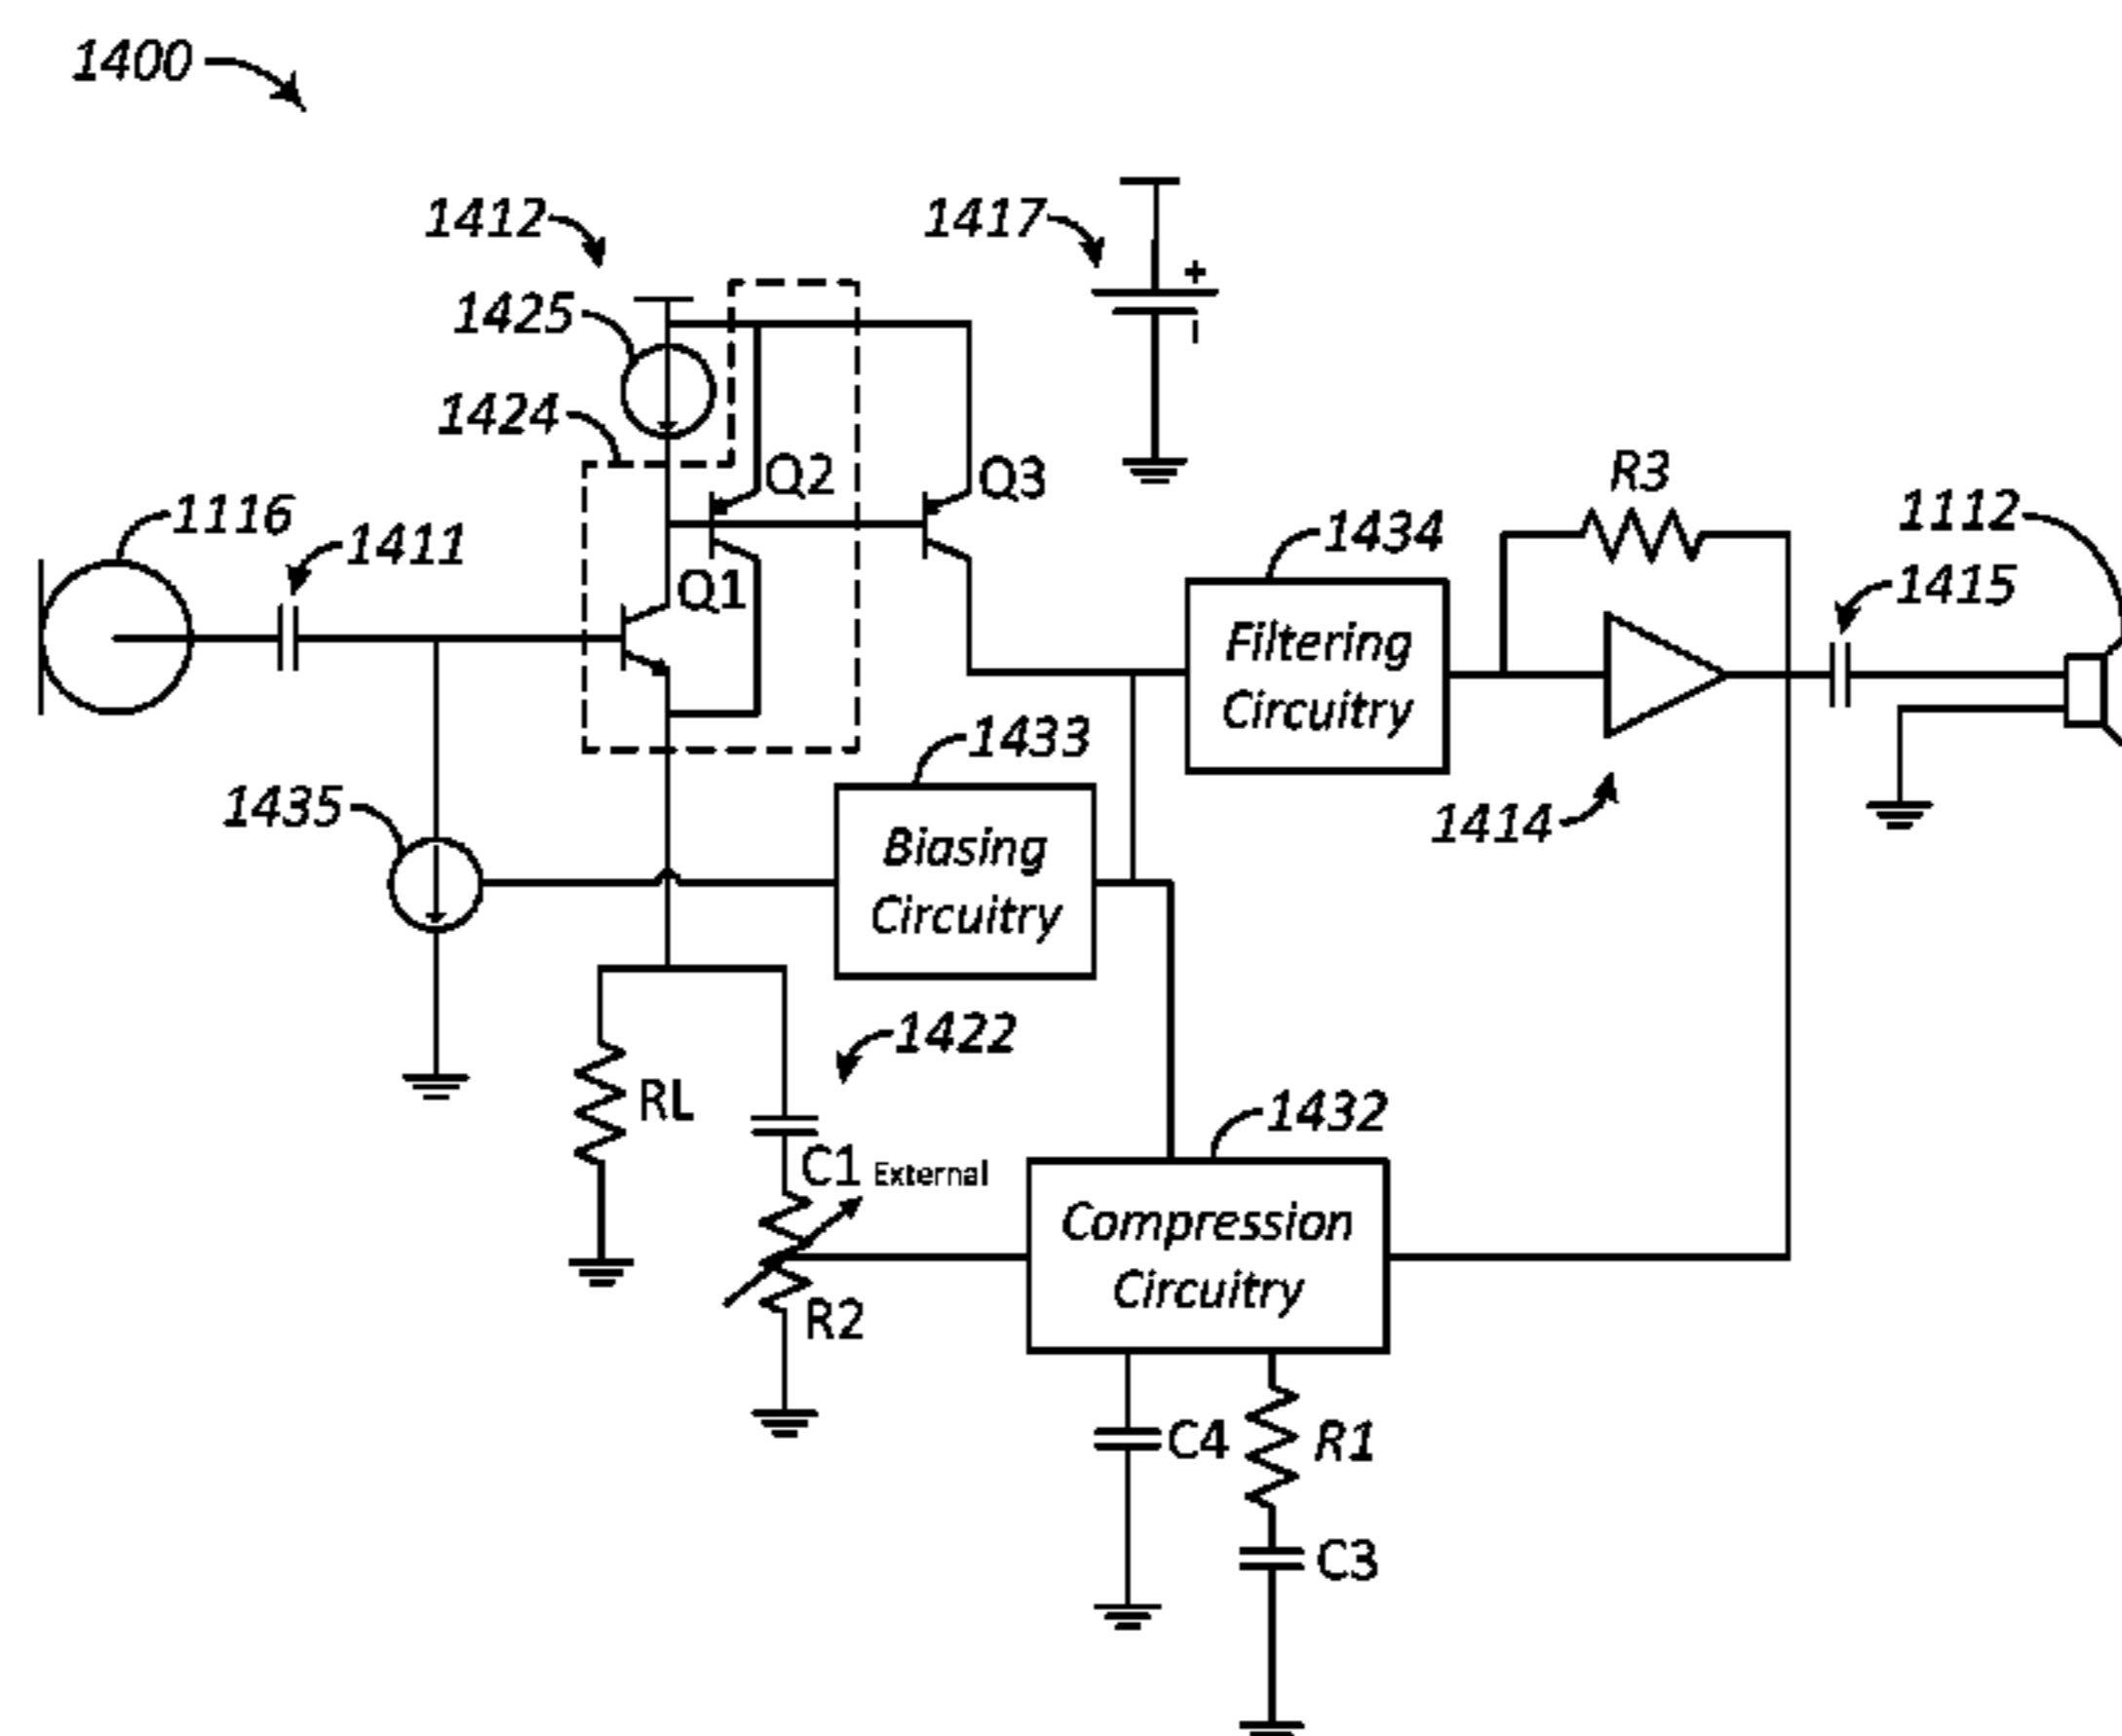 1400
1412
1417
+
1425
1424
Q2
Q3
R3
1112
1116
1411
1434
1415
Q1
Filtering
Circuitry
1433
1435
1414
Biasing
Circuitry
1422
RL
1432
C1 External
Compression
Circuitry
R2
C4
R1
C3